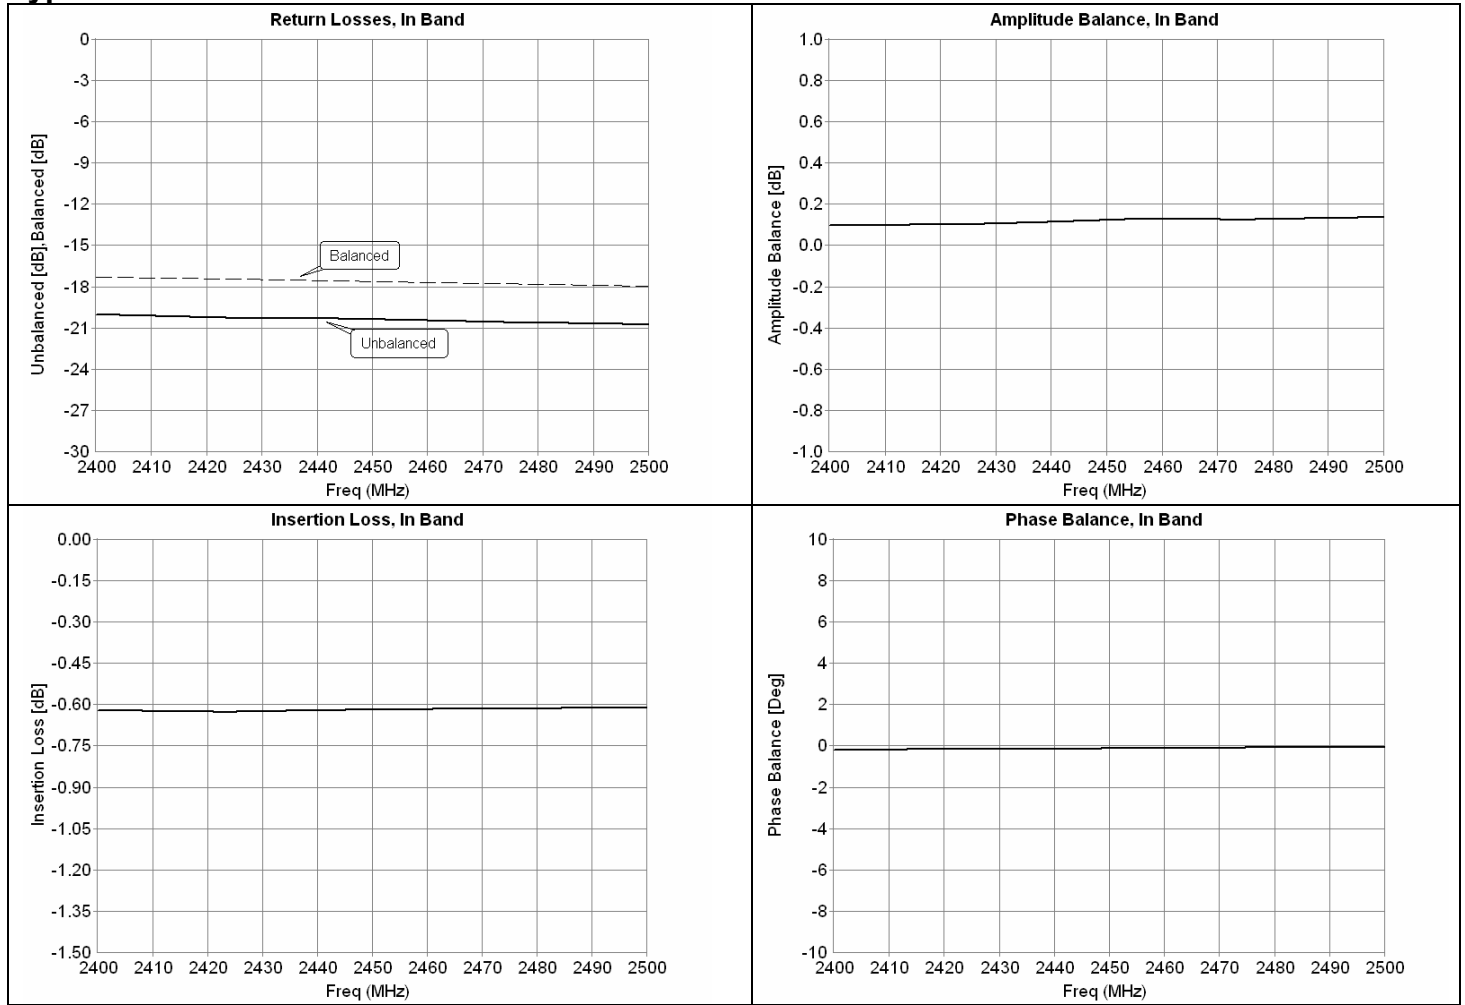 Return Losses, In Band
Unbalanced [dB],Balanced [dB]
0
-3
-6
-9
-12
-15
-18
-21
-24
-27
-30
Balanced
Unbalanced
2400 2410 2420 2430 2440 2450 2460 2470 2480 2490 2500
Freq (MHz)
Amplitude Balance, In Band
Amplitude Balance [dB]
1.0
0.8
0.6
0.4
0.2
0.0
-0.2
-0.4
-0.6
-0.8
-1.0
2400 2410 2420 2430 2440 2450 2460 2470 2480 2490 2500
Freq (MHz)
Insertion Loss, In Band
Insertion Loss [dB]
0.00
-0.15
-0.30
-0.45
-0.60
-0.75
-0.90
-1.05
-1.20
-1.35
-1.50
2400 2410 2420 2430 2440 2450 2460 2470 2480 2490 2500
Freq (MHz)
Phase Balance, In Band
Phase Balance [Deg]
10
8
6
4
2
0
-2
-4
-6
-8
-10
2400 2410 2420 2430 2440 2450 2460 2470 2480 2490 2500
Freq (MHz)